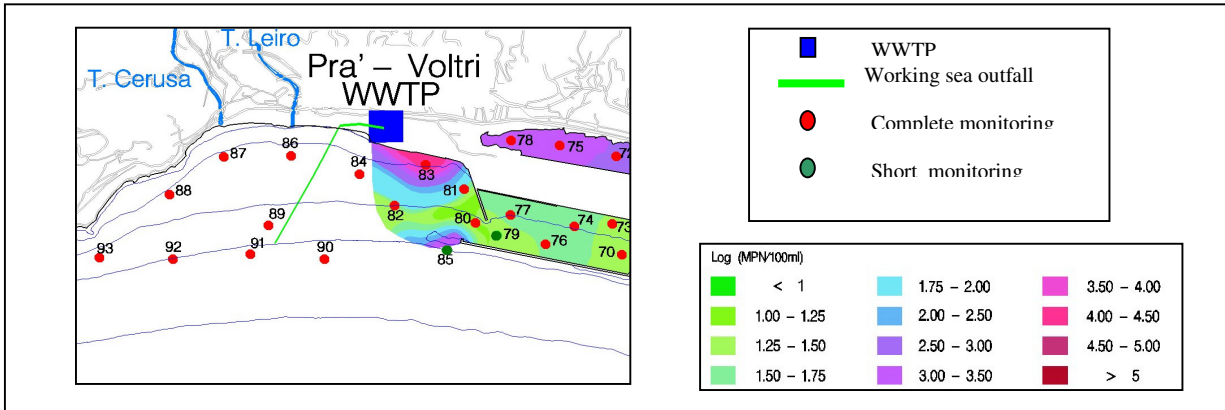 T. Leiro
T. Cerusa
Pra' – Voltri
WWTP
78
75
72
87
86
84
83
88
81
82
77
89
80
74
73
79
76
93
92
91
90
85
70
WWTP
Working sea outfall
Complete monitoring
Short monitoring
Log (MPN/100ml)
< 1
1.00 – 1.25
1.25 – 1.50
1.50 – 1.75
1.75 – 2.00
2.00 – 2.50
2.50 – 3.00
3.00 – 3.50
3.50 – 4.00
4.00 – 4.50
4.50 – 5.00
> 5